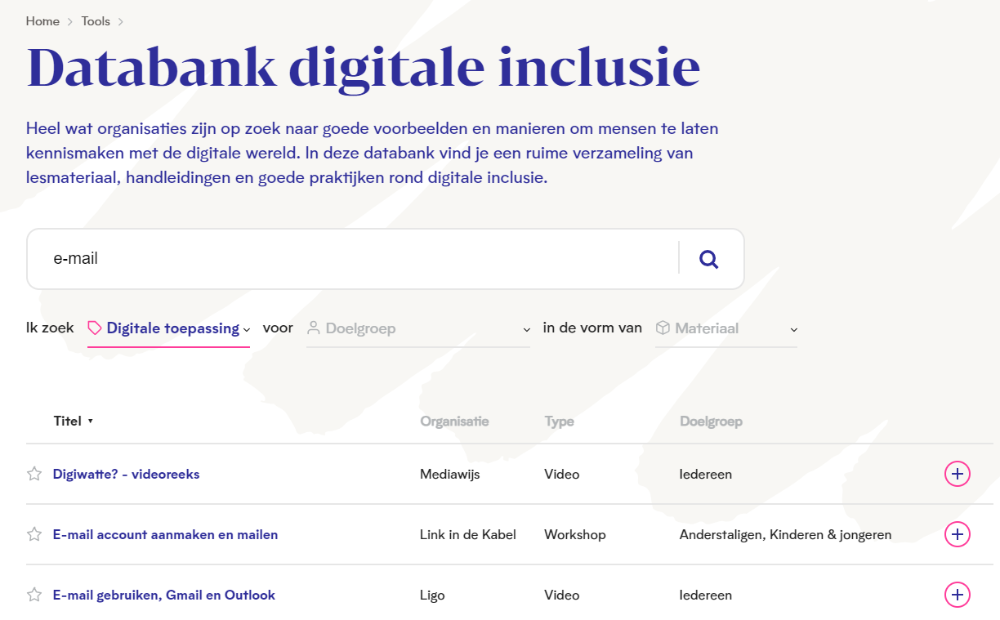 Home > Tools >
Databank digitale inclusie
Heel wat organisaties zijn op zoek naar goede voorbeelden en manieren om mensen te laten
kennismaken met de digitale wereld. In deze databank vind je een ruime verzameling van
lesmateriaal, handleidingen en goede praktijken rond digitale inclusie.
e-mail
Ik zoek Digitale toepassing voor Doelgroep in de vorm van Materiaal
Titel Organisatie Type Doelgroep
Digiwatte? - videoreeks Mediawijs Video Iedereen
E-mail account aanmaken en mailen Link in de Kabel Workshop Anderstaligen, Kinderen & jongeren
E-mail gebruiken, Gmail en Outlook Ligo Video Iedereen